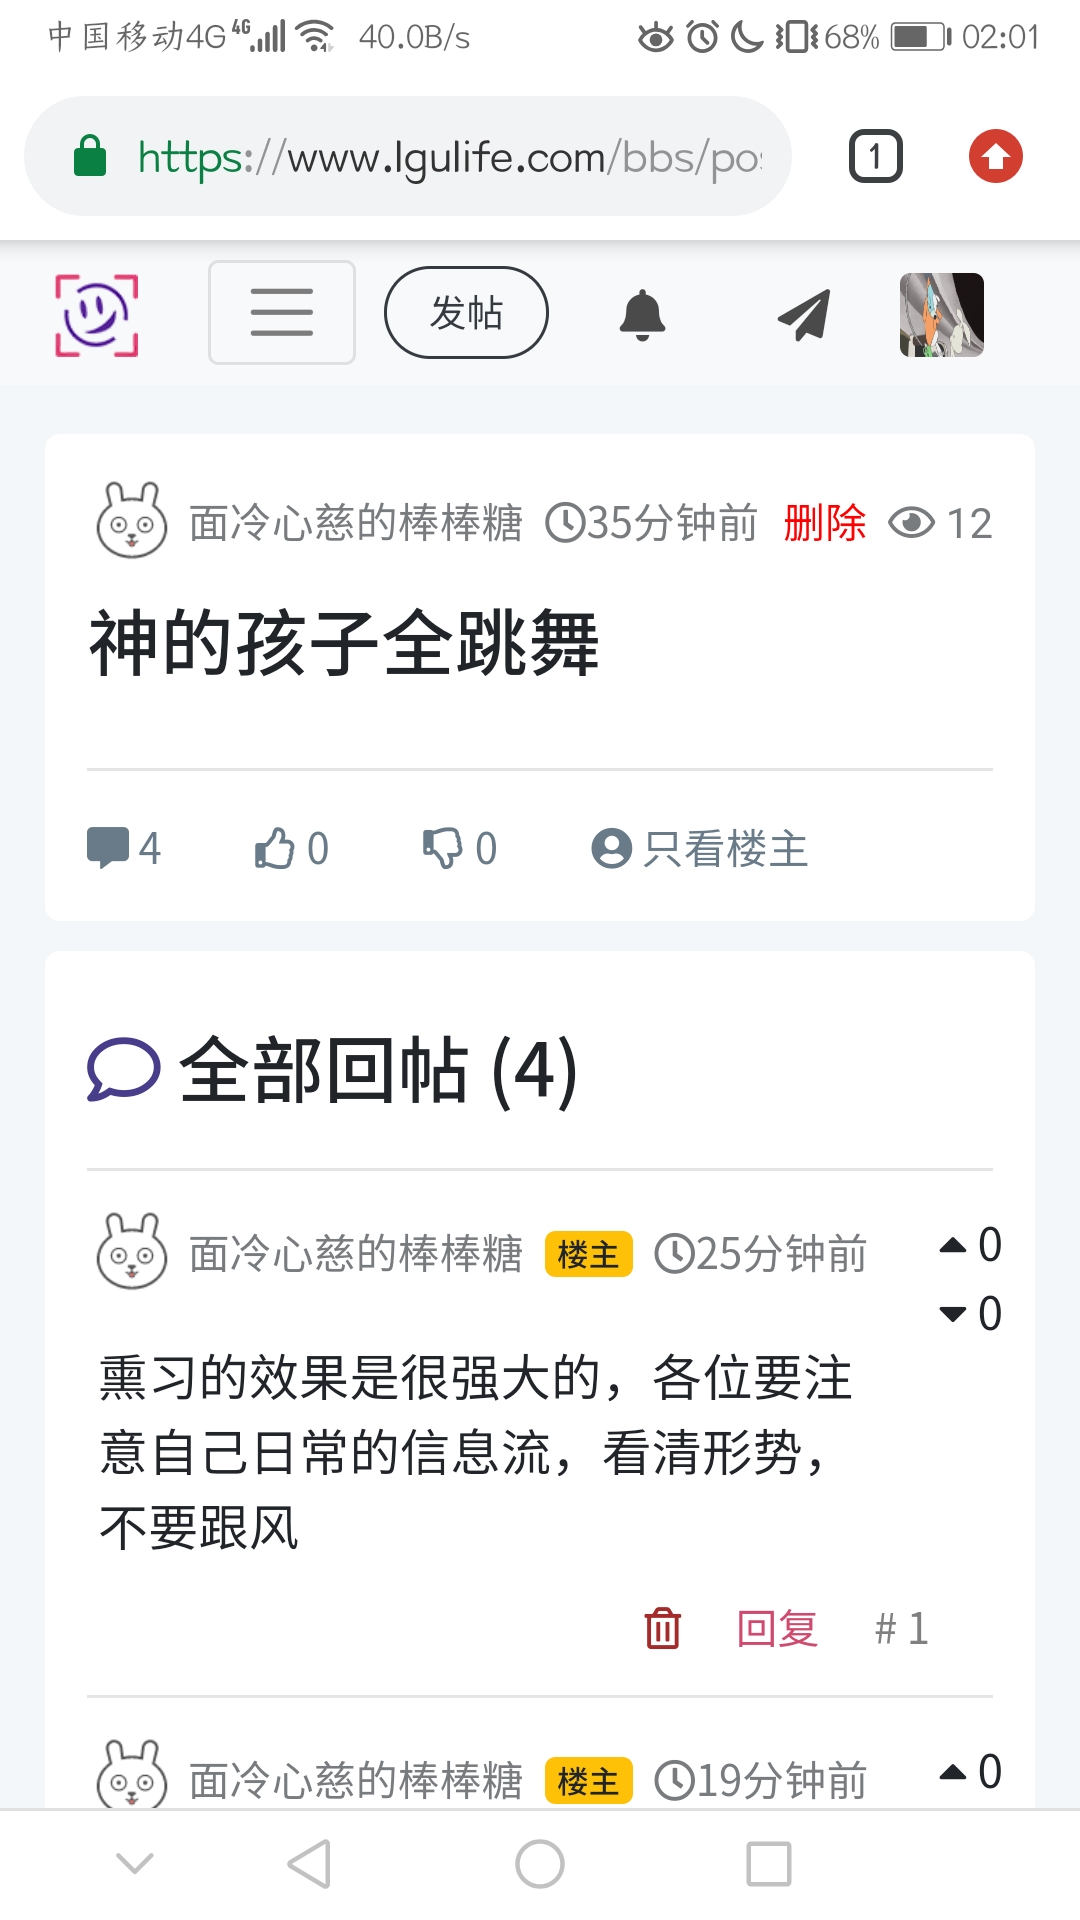 中国移动4G 4G 40.0B/s 68% 02:01
https://www.lgulife.com/bbs/pos
1
发帖
面冷心慈的棒棒糖 35分钟前 删除 12
神的孩子全跳舞
4 0 0 只看楼主
全部回帖 (4)
面冷心慈的棒棒糖 楼主 25分钟前 0
0
熏习的效果是很强大的，各位要注
意自己日常的信息流，看清形势，
不要跟风
回复 # 1
面冷心慈的棒棒糖 楼主 19分钟前 0